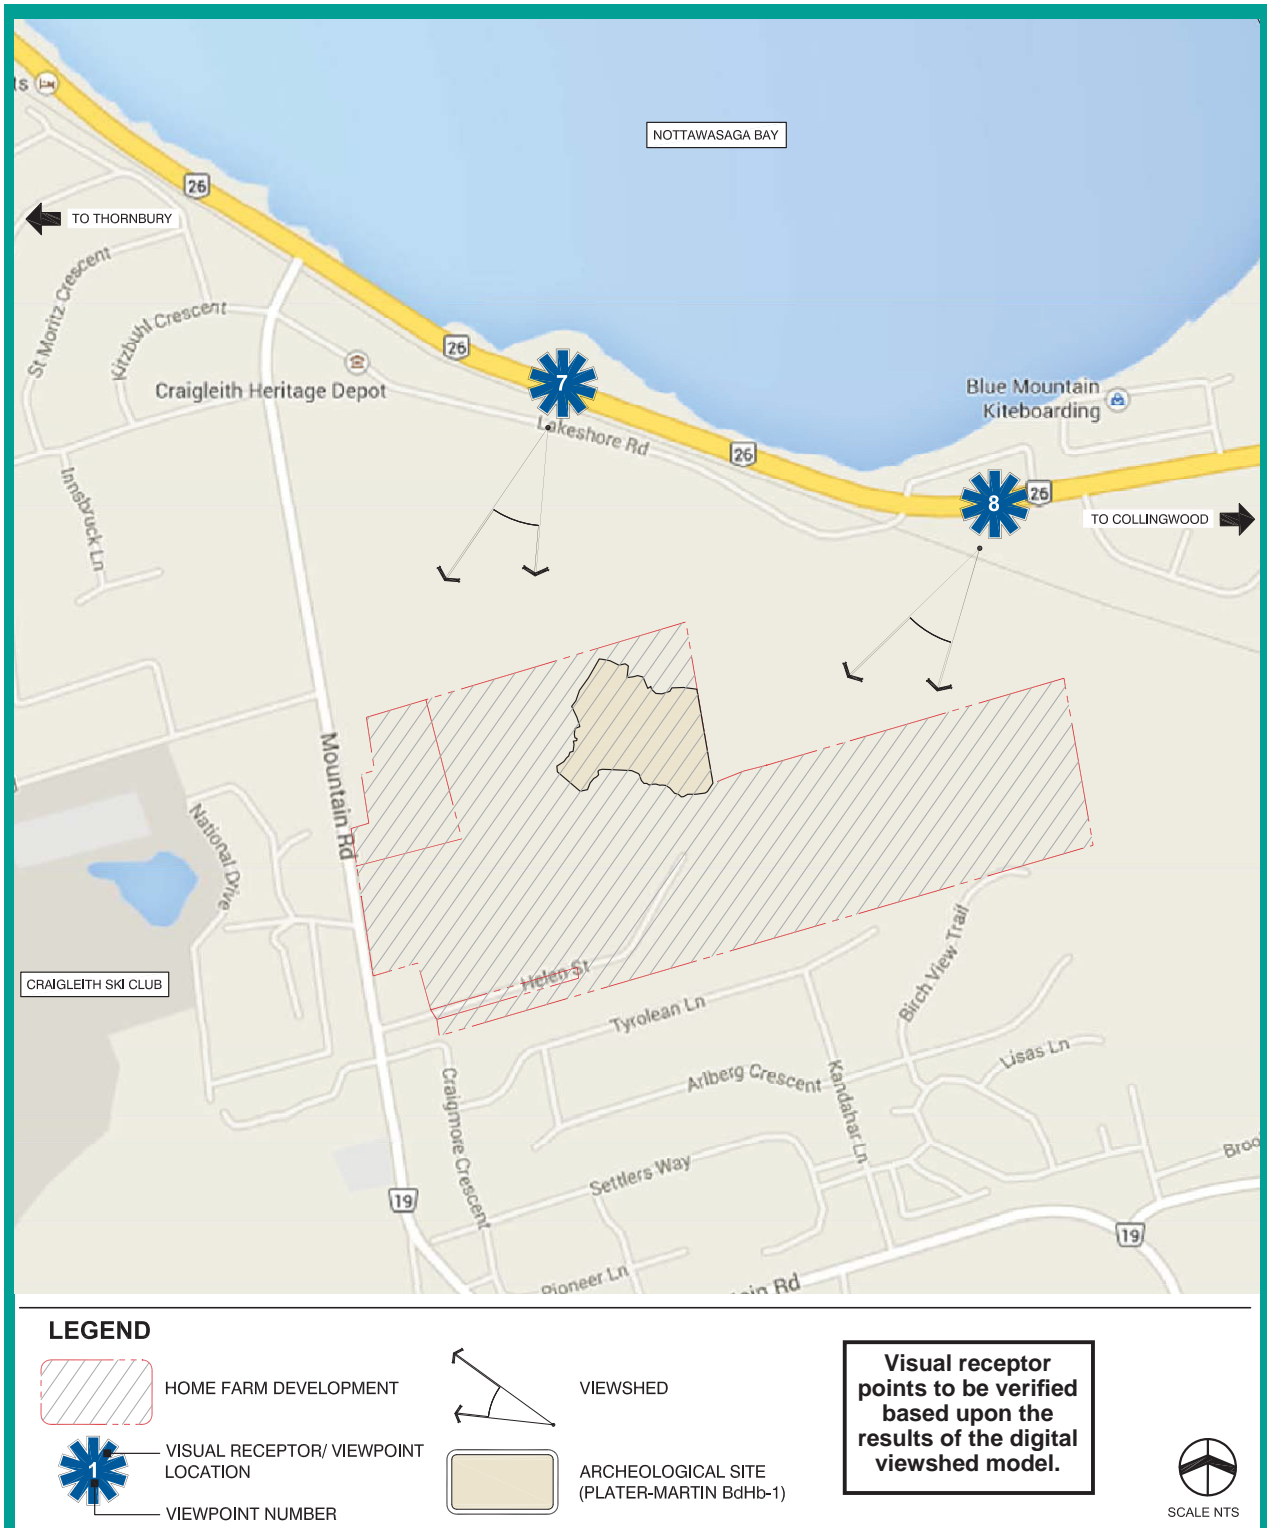 ts
NOTTAWASAGA BAY
26
TO THORNBURY
St Moritz Crescent
Kitzbuhl Crescent
26
Craigleith Heritage Depot
7
Lakeshore Rd
26
Blue Mountain
Kiteboarding
8
26
TO COLLINGWOOD
Innsbruck Ln
Mountain Rd
National Drive
CRAIGLEITH SKI CLUB
Helen St
Tyrolean Ln
Birch View Trail
Lisas Ln
Arlberg Crescent
Kandahar Ln
Craigmore Crescent
Settlers Way
Broo
19
19
Pioneer Ln
ain Rd
LEGEND
HOME FARM DEVELOPMENT
VIEWSHED
1
VISUAL RECEPTOR/ VIEWPOINT
LOCATION
VIEWPOINT NUMBER
ARCHEOLOGICAL SITE
(PLATER-MARTIN BdHb-1)
Visual receptor
points to be verified
based upon the
results of the digital
viewshed model.
SCALE NTS